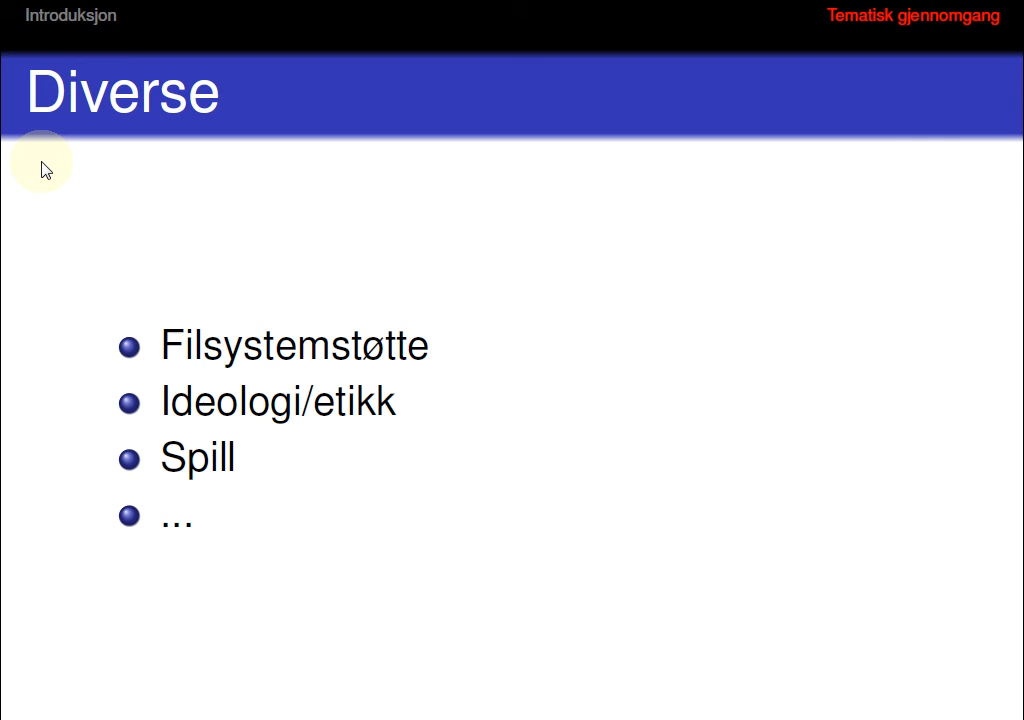 Introduksjon
Tematisk gjennomgang
Diverse
Filsystemstøtte
Ideologi/etikk
Spill
...